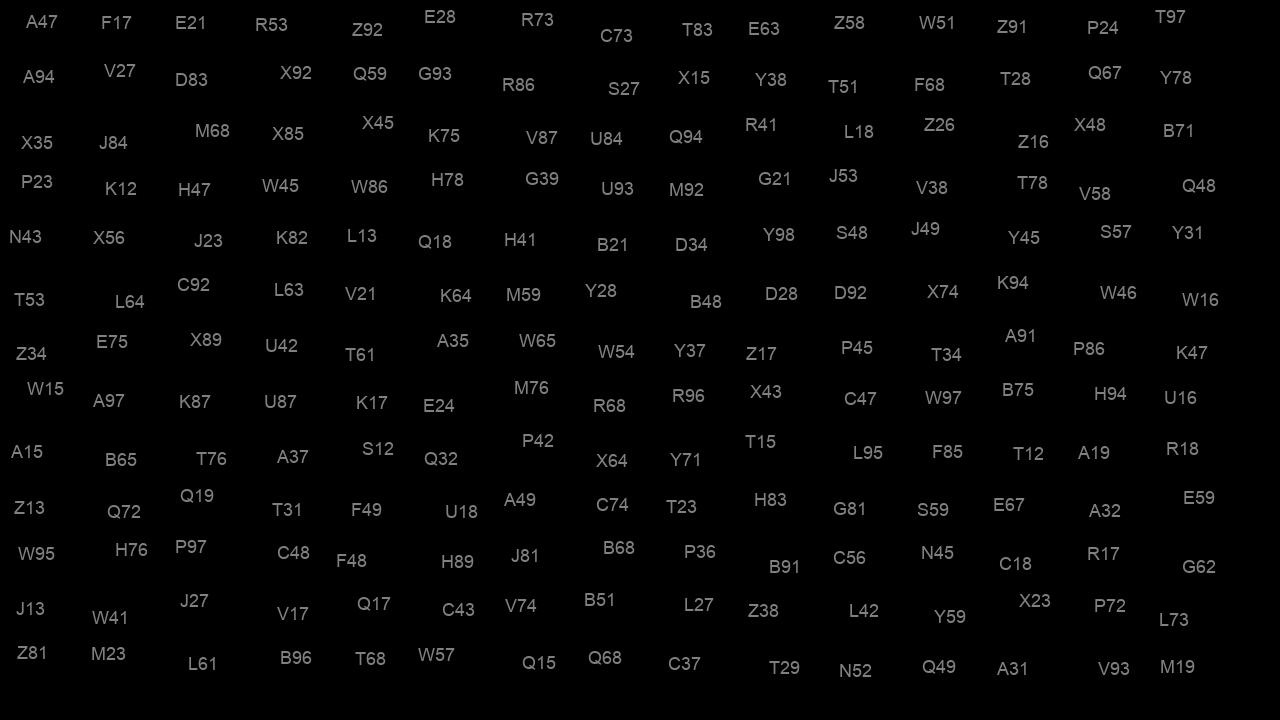 A47 F17 E21 R53 Z92 E28 R73 C73 T83 E63 Z58 W51 Z91 P24 T97
A94 V27 D83 X92 Q59 G93 R86 S27 X15 Y38 T51 F68 T28 Q67 Y78
X35 J84 M68 X85 X45 K75 V87 U84 Q94 R41 L18 Z26 Z16 X48 B71
P23 K12 H47 W45 W86 H78 G39 U93 M92 G21 J53 V38 T78 V58 Q48
N43 X56 J23 K82 L13 Q18 H41 B21 D34 Y98 S48 J49 Y45 S57 Y31
T53 L64 C92 L63 V21 K64 M59 Y28 B48 D28 D92 X74 K94 W46 W16
Z34 E75 X89 U42 T61 A35 W65 W54 Y37 Z17 P45 T34 A91 P86 K47
W15 A97 K87 U87 K17 E24 M76 R68 R96 X43 C47 W97 B75 H94 U16
A15 B65 T76 A37 S12 Q32 P42 X64 Y71 T15 L95 F85 T12 A19 R18
Z13 Q72 Q19 T31 F49 U18 A49 C74 T23 H83 G81 S59 E67 A32 E59
W95 H76 P97 C48 F48 H89 J81 B68 P36 B91 C56 N45 C18 R17 G62
J13 W41 J27 V17 Q17 C43 V74 B51 L27 Z38 L42 Y59 X23 P72 L73
Z81 M23 L61 B96 T68 W57 Q15 Q68 C37 T29 N52 Q49 A31 V93 M19